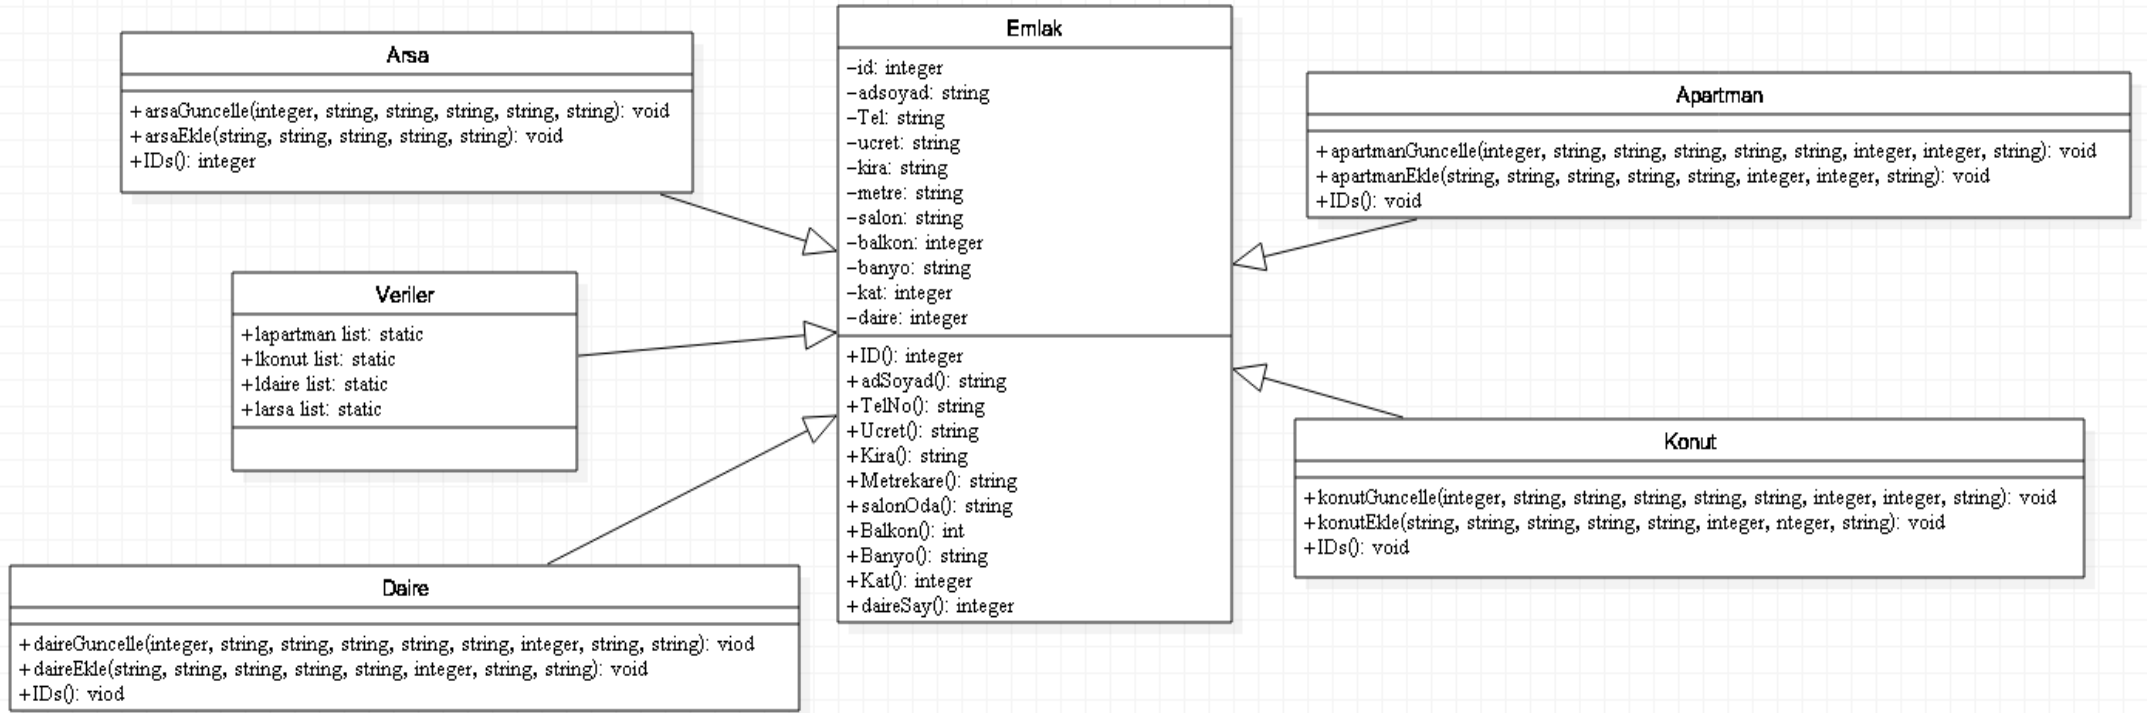 Arsa
+arsaGuncelle(integer, string, string, string, string, string): void
+arsaEkle(string, string, string, string, string): void
+IDs(): integer
Veriler
+lapartman list: static
+lkonut list: static
+ldaire list: static
+larsa list: static
Daire
+daireGuncelle(integer, string, string, string, string, string, integer, string, string): viod
+daireEkle(string, string, string, string, string, integer, string, string): void
+IDs(): viod
Emlak
-id: integer
-adsoyad: string
-Tel: string
-ucret: string
-kira: string
-metre: string
-salon: string
-balkon: integer
-banyo: string
-kat: integer
-daire: integer
+ID(): integer
+adSoyad(): string
+TelNo(): string
+Ucret(): string
+Kira(): string
+Metrekare(): string
+salonOda(): string
+Balkon(): int
+Banyo(): string
+Kat(): integer
+daireSay(): integer
Apartman
+apartmanGuncelle(integer, string, string, string, string, string, integer, integer, string): void
+apartmanEkle(string, string, string, string, string, integer, integer, string): void
+IDs(): void
Konut
+konutGuncelle(integer, string, string, string, string, string, integer, integer, string): void
+konutEkle(string, string, string, string, string, integer, nteger, string): void
+IDs(): void